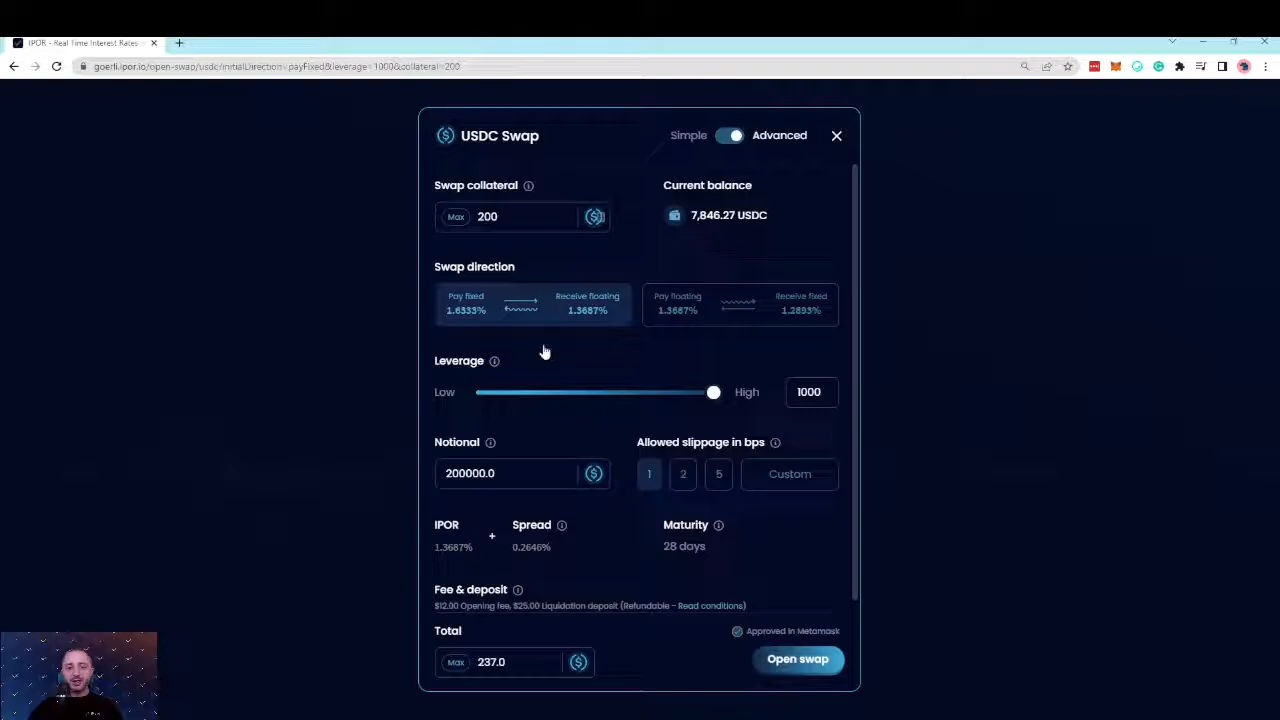 IPOR - Real Time Interest Rates
goerli.ipor.io/open-swap/usdc/initialDirection=payFixed&leverage=1000&collateral=200
USDC Swap
Simple Advanced
Swap collateral
Current balance
Max 200
7,846.27 USDC
Swap direction
Pay fixed Receive floating Pay floating Receive fixed
1.6333% 1.3687% 1.3687% 1.2893%
Leverage
Low High 1000
Notional Allowed slippage in bps
200000.0 1 2 5 Custom
IPOR + Spread Maturity
1.3687% 0.2646% 28 days
Fee & deposit
$12.00 Opening fee, $25.00 Liquidation deposit (Refundable - Read conditions)
Total Approved in Metamask
Max 237.0 Open swap